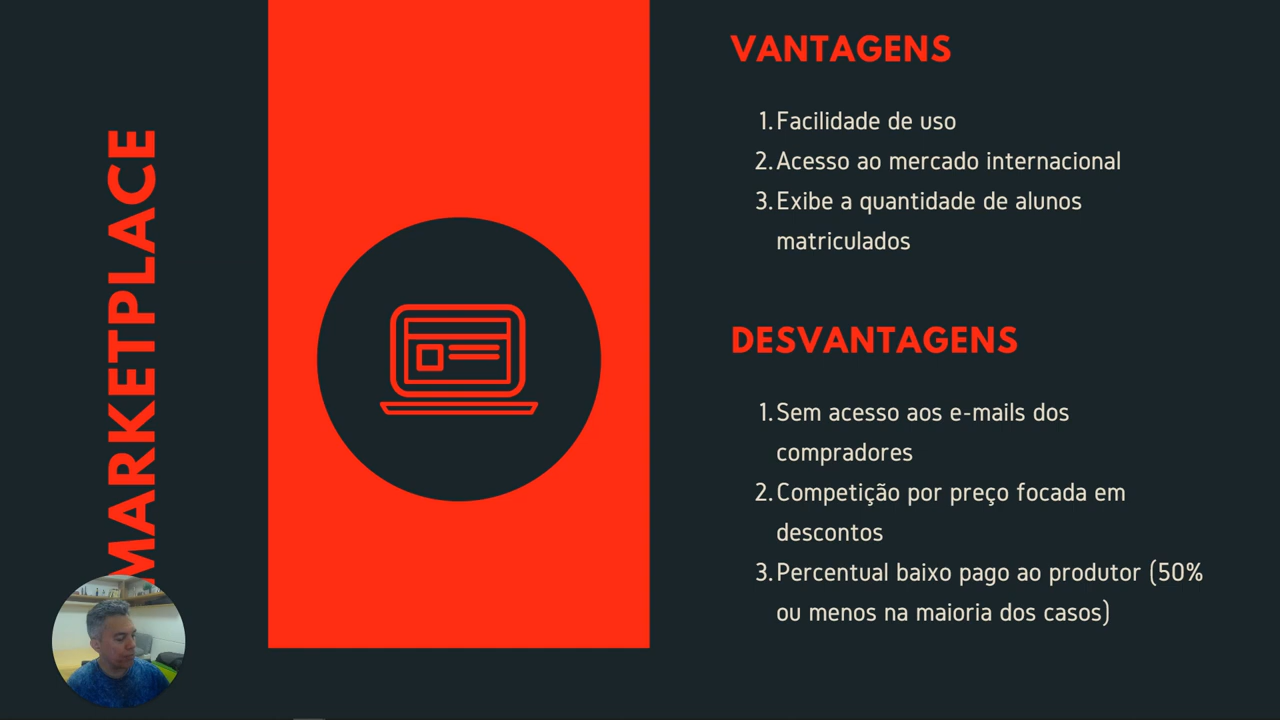 MARKETPLACE
VANTAGENS
1. Facilidade de uso
2. Acesso ao mercado internacional
3. Exibe a quantidade de alunos
matriculados
DESVANTAGENS
1. Sem acesso aos e-mails dos
compradores
2. Competição por preço focada em
descontos
3. Percentual baixo pago ao produtor (50%
ou menos na maioria dos casos)